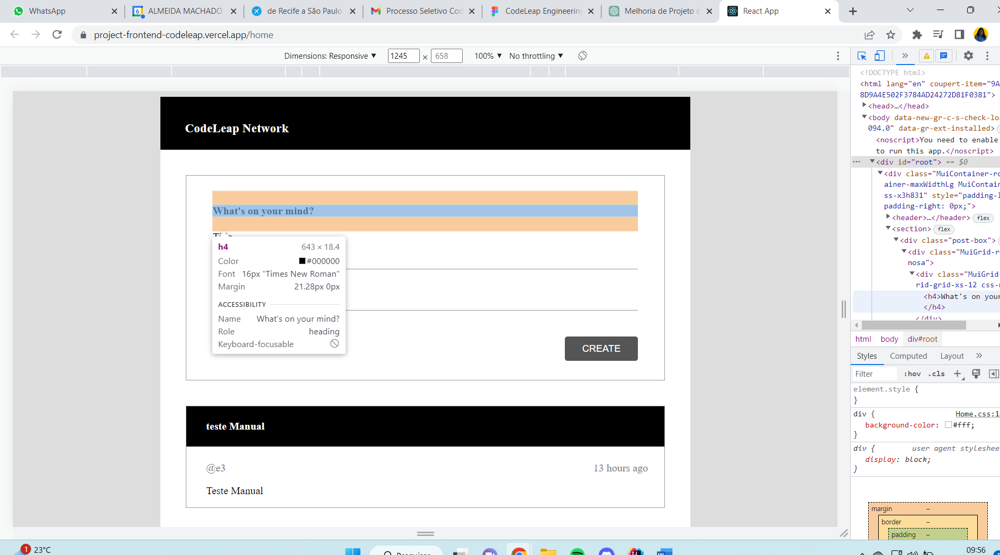 WhatsApp
ALMEIDA MACHADO
de Recife a São Paulo
Processo Seletivo Cod
CodeLeap Engineering
Melhoria de Projeto c
React App
project-frontend-codeleap.vercel.app/home
Dimensions: Responsive ▼ 1245 × 658 100% ▼ No throttling ▼
<!DOCTYPE html>
<html lang="en" coupert-item="9A
8D9A4E502F3784AD24272D81F0381">
<head>…</head>
<body data-new-gr-c-s-check-lo
094.0" data-gr-ext-installed>
<noscript>You need to enable
to run this app.</noscript>
<div id="root"> == $0
<div class="MuiContainer-ro
ainer-maxWidthLg MuiContain
ss-x3h831" style="padding-l
padding-right: 0px;">
<header>…</header> flex
<section> flex
<div class="post-box">
<div class="MuiGrid-r
nosa">
<div class="MuiGrid
rid-grid-xs-12 css-
<h4>What's on your
</h4>
</div>
html body div#root
Styles Computed Layout
Filter :hov .cls
element.style {
}
div { Home.css:1
background-color: #fff;
}
div { user agent styleshee
display: block;
}
margin –
border –
padding –
CodeLeap Network
What's on your mind?
Title
h4 643 × 18.4
Color #000000
Font 16px "Times New Roman"
Margin 21.28px 0px
ACCESSIBILITY
Name What's on your mind?
Role heading
Keyboard-focusable
CREATE
teste Manual
@e3 13 hours ago
Teste Manual
1 23°C
Pesquisar
09:56